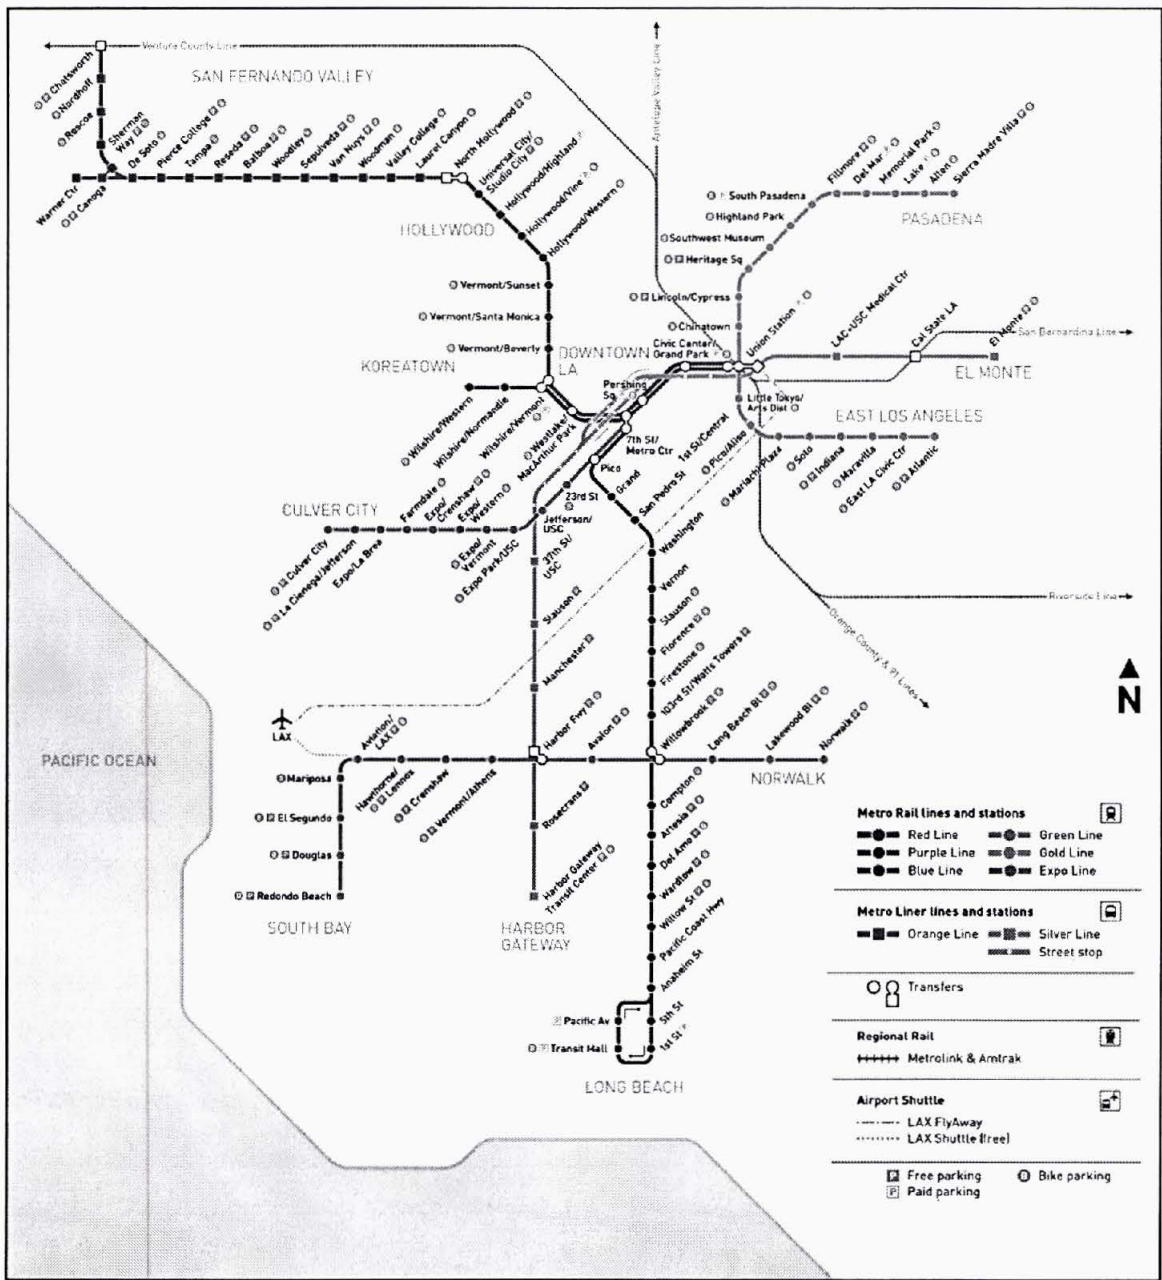 Ventura County Line
Antelope Valley Line
SAN FERNANDO VALLEY
Chatsworth
Nordhoff
Roscoe
Sherman
Way
De Soto
Pierce College
Tampa
Reseda
Balboa
Woodley
Sepulveda
Van Nuys
Woodman
Valley College
Laurel Canyon
North Hollywood
Universal City/
Studio City
Hollywood/Highland
Hollywood/Vine
Hollywood/Western
Warner Ctr
Canoga
HOLLYWOOD
Fillmore
Del Mar
Memorial Park
Lake
Allen
Sierra Madre Villa
South Pasadena
Highland Park
PASADENA
Southwest Museum
Heritage Sq
Vermont/Sunset
Lincoln/Cypress
Vermont/Santa Monica
Chinatown
Union Station
LAC+USC Medical Ctr
Cal State LA
El Monte
San Bernardino Line
Vermont/Beverly
Civic Center/
Grand Park
DOWNTOWN
LA
KOREATOWN
EL MONTE
Pershing
Sq
Little Tokyo/
Arts Dist
EAST LOS ANGELES
Wilshire/Western
Wilshire/Normandie
Wilshire/Vermont
Westlake/
MacArthur Park
7th St/
Metro Ctr
1st St/Central
Pico/Aliso
Mariachi Plaza
Soto
Indiana
Maravilla
East LA Civic Ctr
Atlantic
Pico
Grand
San Pedro St
Washington
CULVER CITY
Farmdale
Expo/
Crenshaw
Expo/
Western
23rd St
Jefferson/
USC
Culver City
La Cienega/Jefferson
Expo/La Brea
Expo/
Vermont
Expo Park/USC
37th St/
USC
Vernon
Slauson
Slauson
Florence
Firestone
103rd St/Watts Towers
Manchester
Riverside Line
Orange County & 91 Lines
N
LAX
Aviation/
LAX
Harbor Fwy
Avalon
Willowbrook
Long Beach Bl
Lakewood Bl
Norwalk
PACIFIC OCEAN
Mariposa
Hawthorne/
Lennox
Crenshaw
Vermont/Athens
NORWALK
El Segundo
Rosecrans
Compton
Artesia
Douglas
Del Amo
Redondo Beach
Harbor Gateway
Transit Center
Wardlow
Willow St
SOUTH BAY
HARBOR
GATEWAY
Pacific Coast Hwy
Anaheim St
Pacific Av
5th St
Transit Mall
1st St
LONG BEACH
Metro Rail lines and stations
Red Line
Green Line
Purple Line
Gold Line
Blue Line
Expo Line
Metro Liner lines and stations
Orange Line
Silver Line
Street stop
Transfers
Regional Rail
Metrolink & Amtrak
Airport Shuttle
LAX FlyAway
LAX Shuttle (free)
P Free parking
Bike parking
P Paid parking